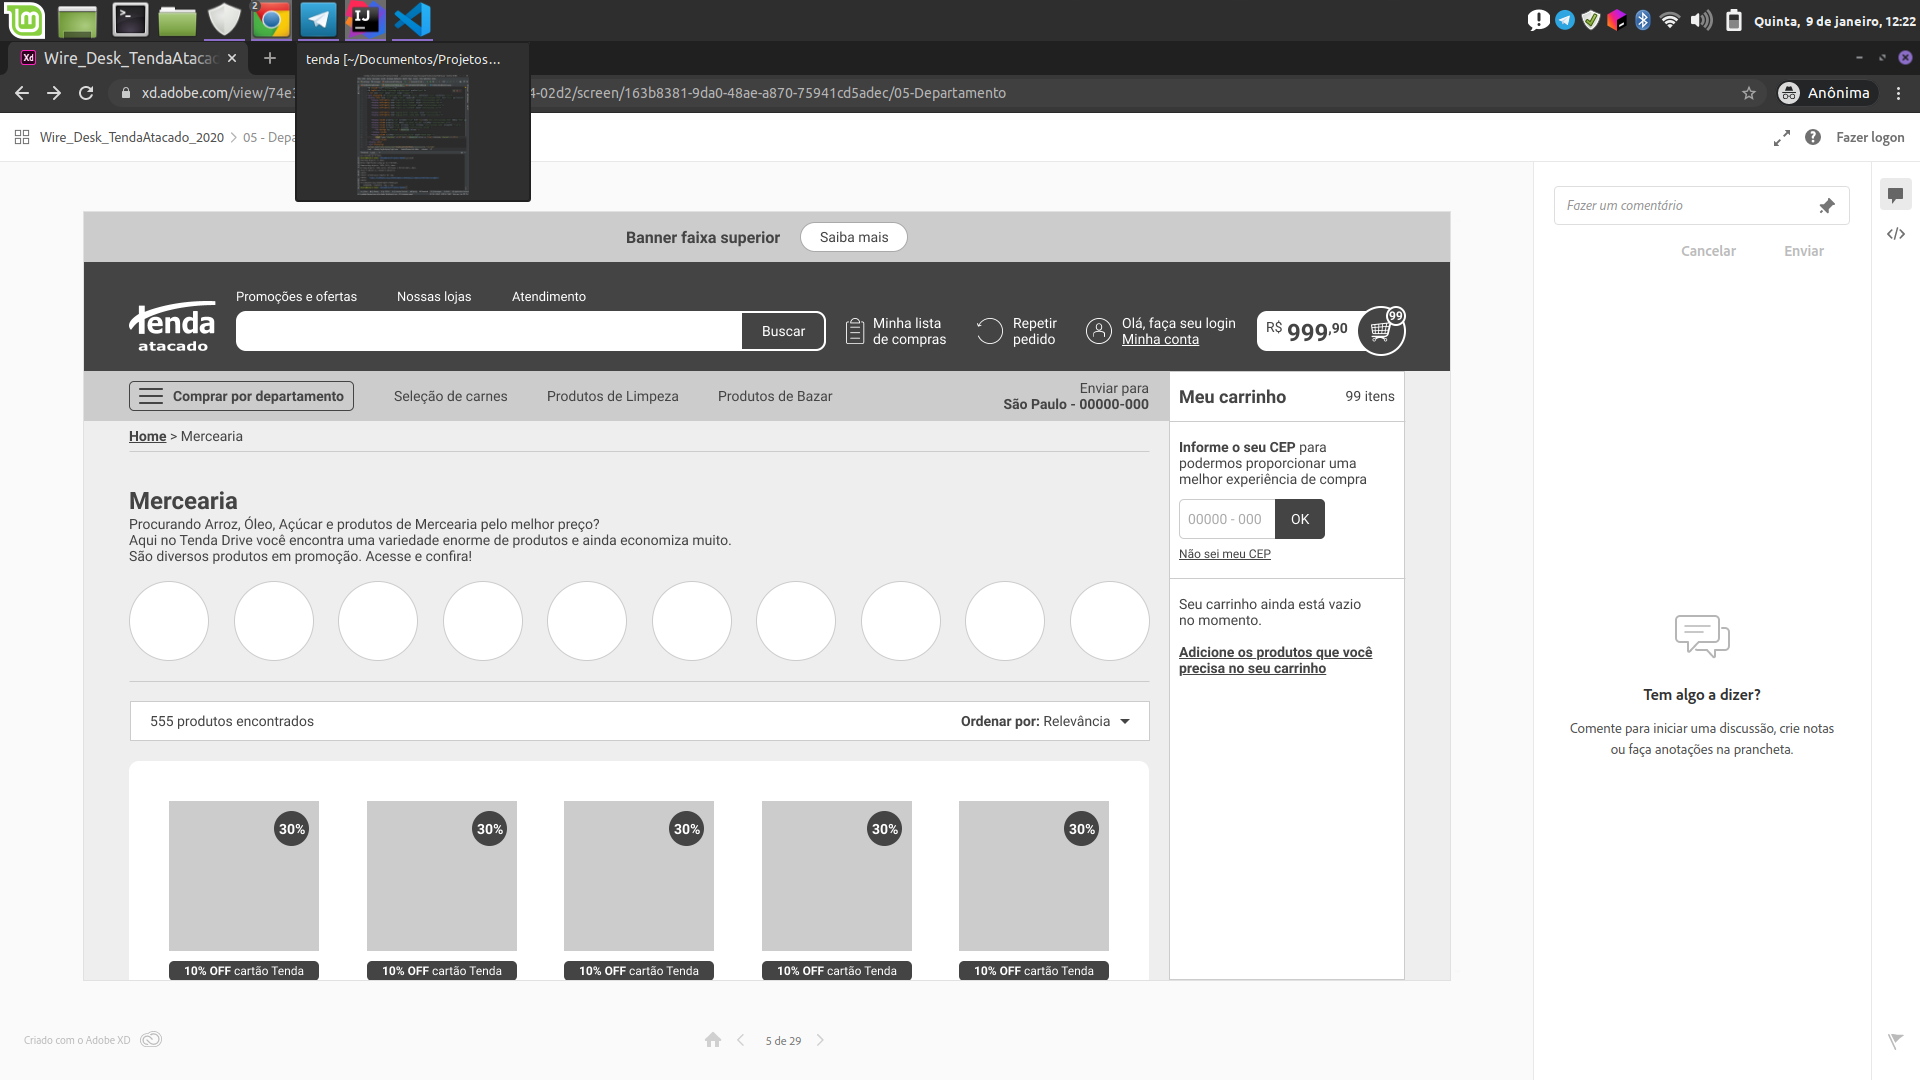 2
Quinta, 9 de janeiro, 12:22
Wire_Desk_TendaAtacad
tenda [~/Documentos/Projetos...
xd.adobe.com/view/74e
4-02d2/screen/163b8381-9da0-48ae-a870-75941cd5adec/05-Departamento
Anônima
Wire_Desk_TendaAtacado_2020
05 - Depa
Fazer logon
Banner faixa superior
Saiba mais
Promoções e ofertas
Nossas lojas
Atendimento
Tenda
atacado
Buscar
Minha lista
de compras
Repetir
pedido
Olá, faça seu login
Minha conta
R$ 999,90
99
Comprar por departamento
Seleção de carnes
Produtos de Limpeza
Produtos de Bazar
Enviar para
São Paulo - 00000-000
Home > Mercearia
Mercearia
Procurando Arroz, Óleo, Açúcar e produtos de Mercearia pelo melhor preço?
Aqui no Tenda Drive você encontra uma variedade enorme de produtos e ainda economiza muito.
São diversos produtos em promoção. Acesse e confira!
555 produtos encontrados
Ordenar por: Relevância
30%
30%
30%
30%
30%
10% OFF cartão Tenda
10% OFF cartão Tenda
10% OFF cartão Tenda
10% OFF cartão Tenda
10% OFF cartão Tenda
Meu carrinho
99 itens
Informe o seu CEP para
podermos proporcionar uma
melhor experiência de compra
00000 - 000
OK
Não sei meu CEP
Seu carrinho ainda está vazio
no momento.
Adicione os produtos que você
precisa no seu carrinho
Fazer um comentário
Cancelar
Enviar
Tem algo a dizer?
Comente para iniciar uma discussão, crie notas
ou faça anotações na prancheta.
Criado com o Adobe XD
5 de 29